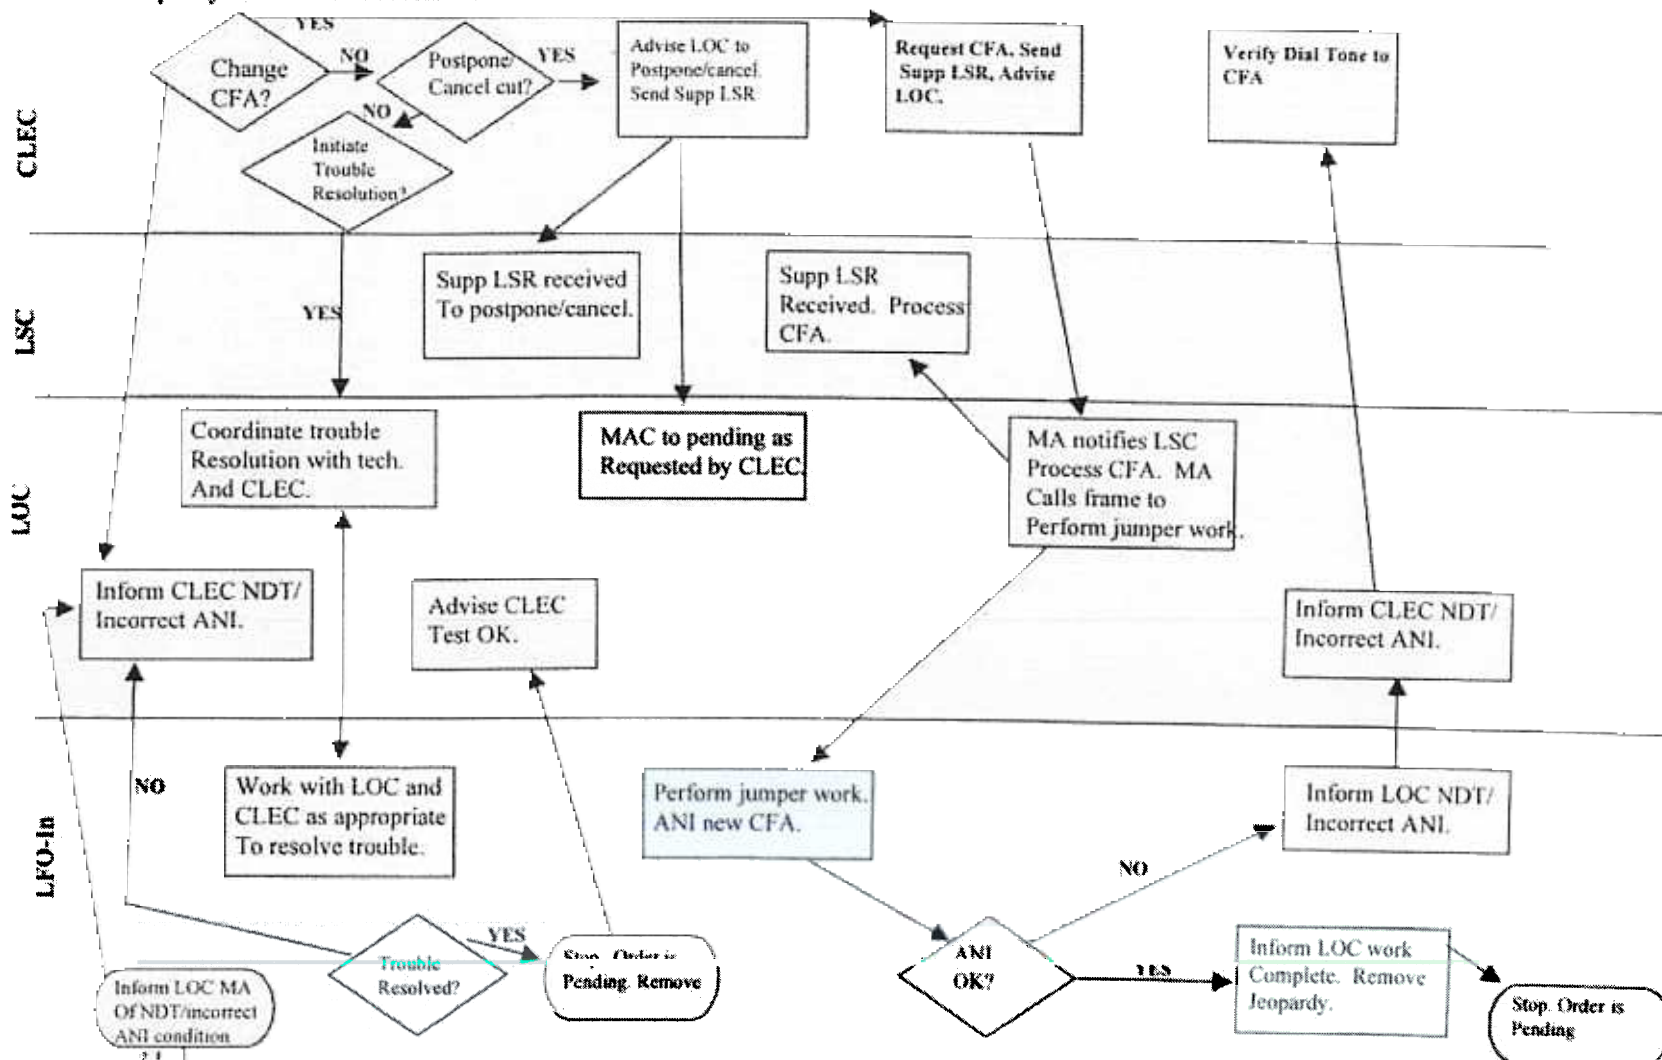 YES
Change
CFA?
NO
Postpone/
Cancel cut?
YES
Advise LOC to
Postpone/cancel.
Send Supp LSR
Request CFA. Send
Supp LSR, Advise
LOC.
Verify Dial Tone to
CFA
NO
Initiate
Trouble
Resolution?
CLEC
YES
Supp LSR received
To postpone/cancel.
Supp LSR
Received. Process
CFA.
LSC
Coordinate trouble
Resolution with tech.
And CLEC.
MAC to pending as
Requested by CLEC.
MA notifies LSC
Process CFA. MA
Calls frame to
Perform jumper work.
LOC
Inform CLEC NDT/
Incorrect ANI.
Advise CLEC
Test OK.
Inform CLEC NDT/
Incorrect ANI.
NO
Work with LOC and
CLEC as appropriate
To resolve trouble.
Perform jumper work.
ANI new CFA.
Inform LOC NDT/
Incorrect ANI.
LFO-In
NO
Trouble
Resolved?
YES
Stop. Order is
Pending. Remove
ANI
OK?
YES
Inform LOC work
Complete. Remove
Jeopardy.
Stop. Order is
Pending
Inform LOC MA
Of NDT/incorrect
ANI condition